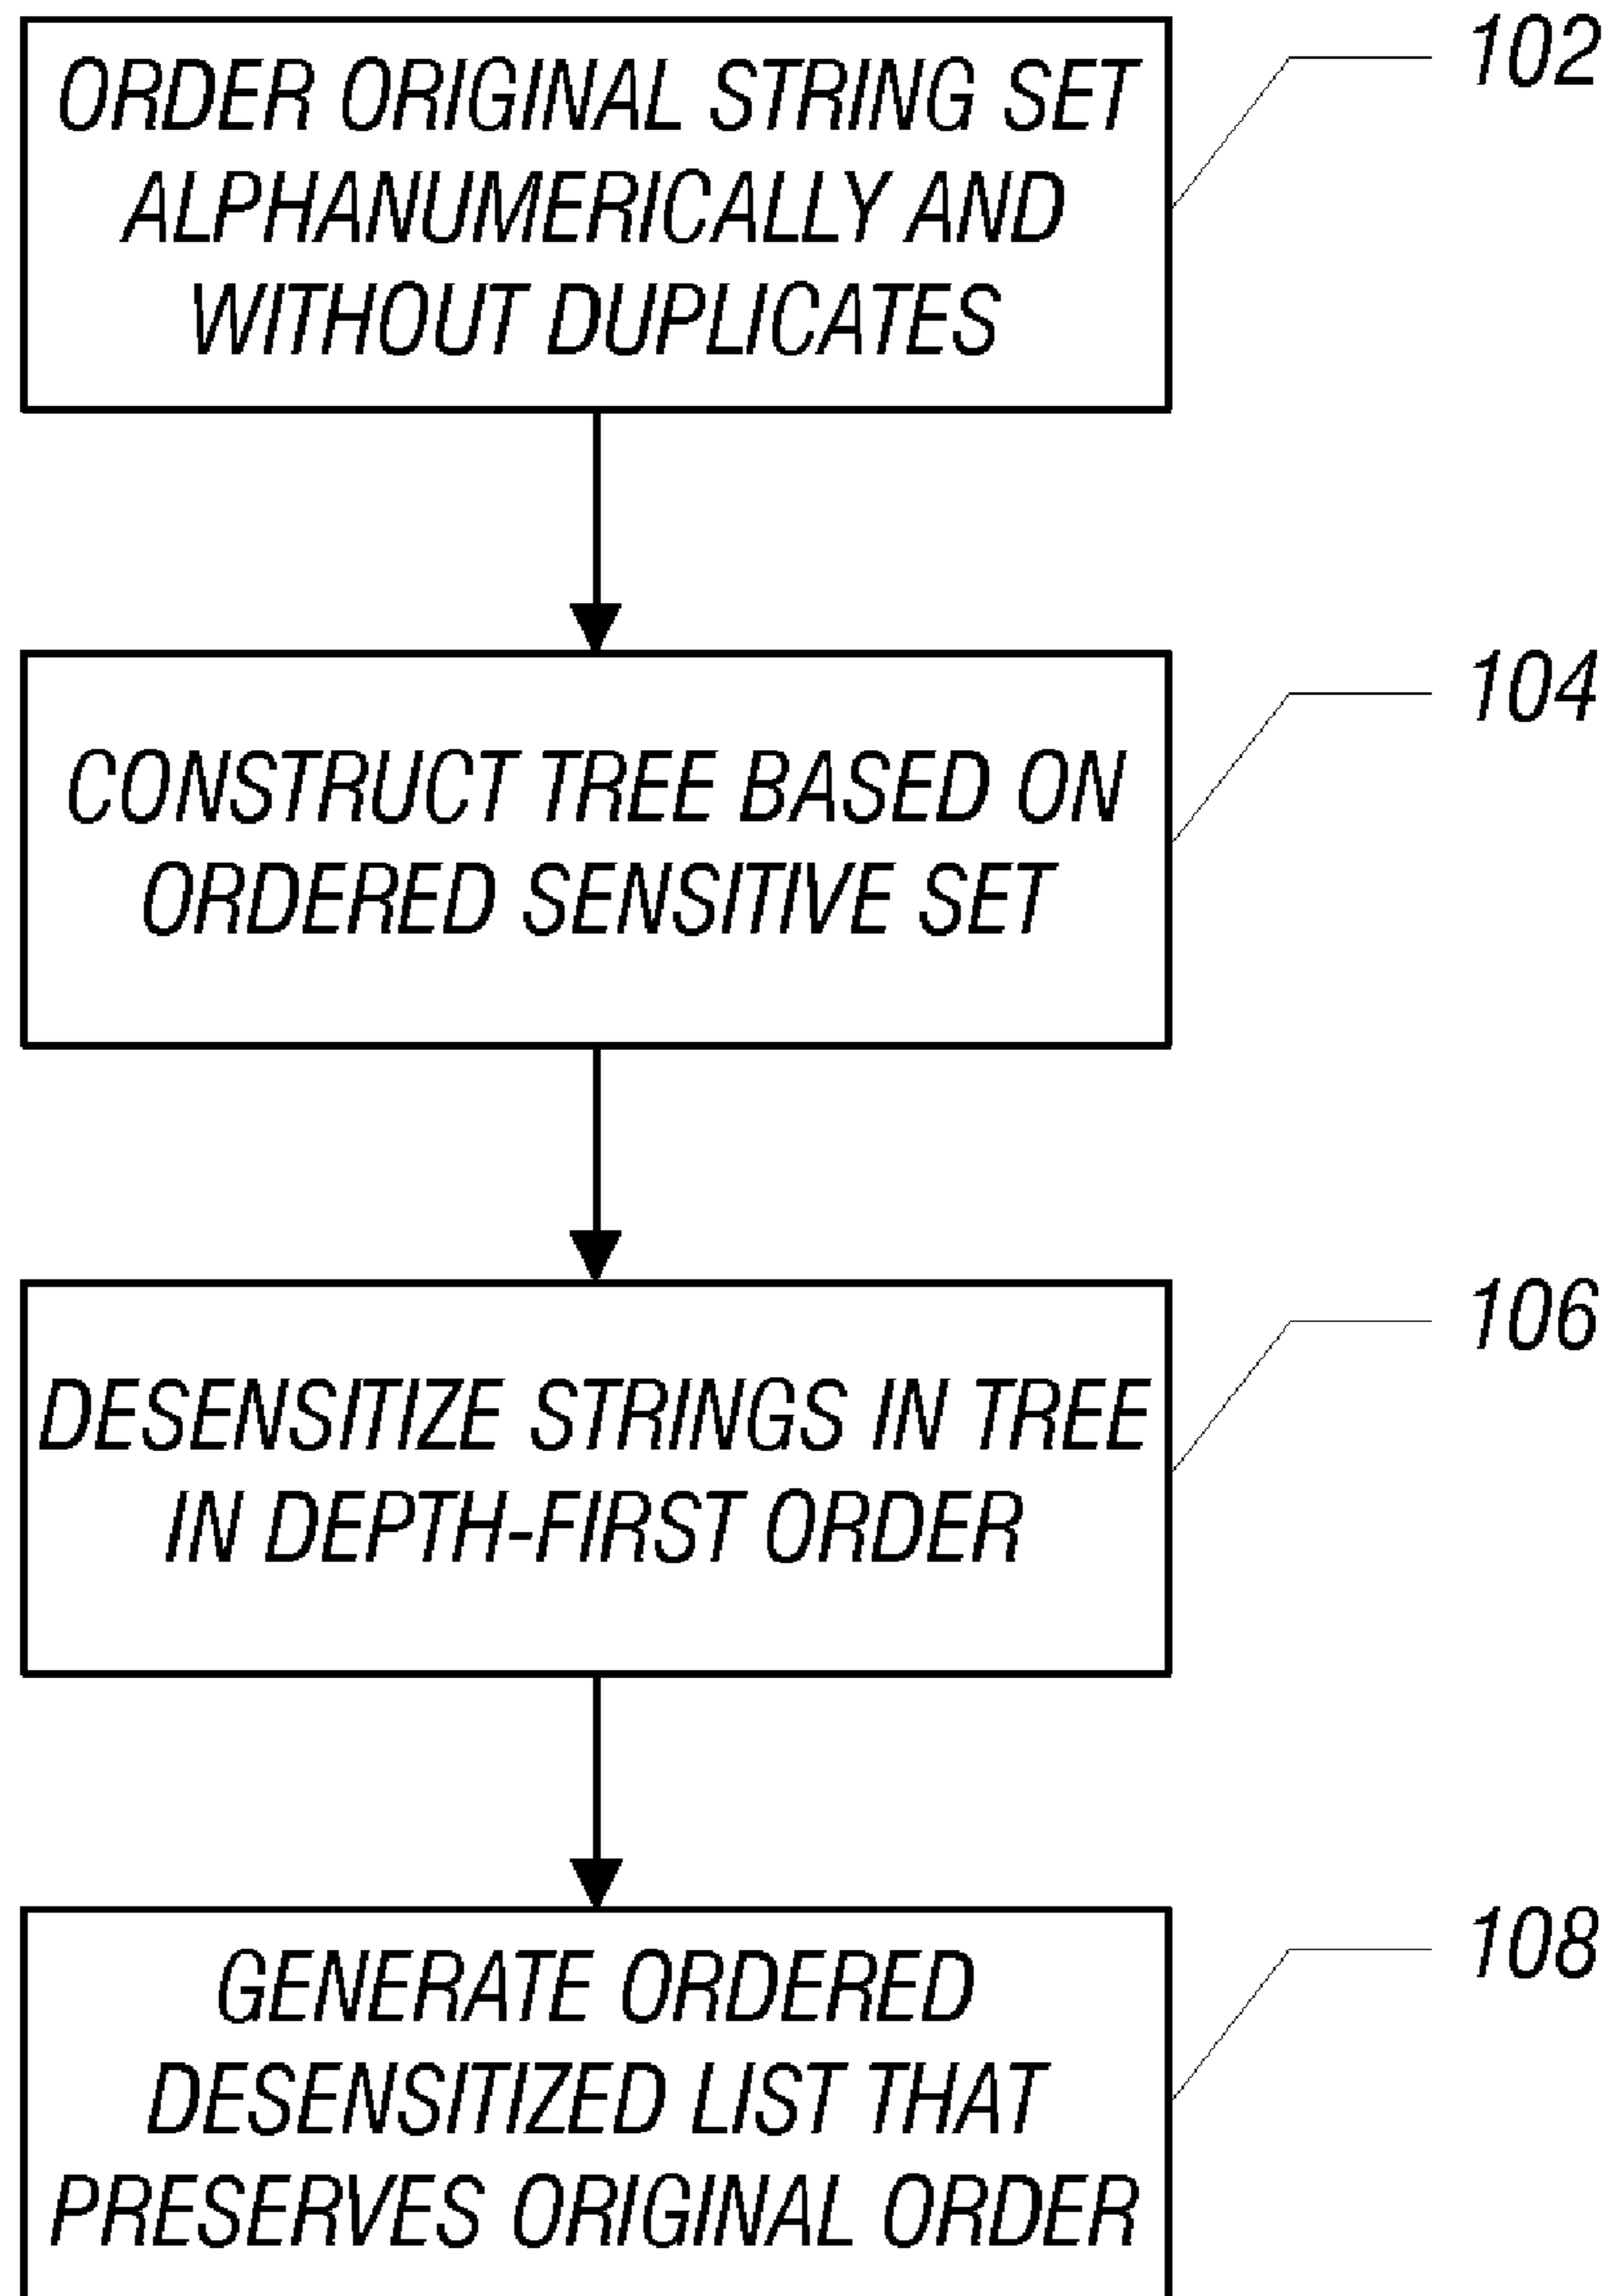 ORDER ORIGINAL STRING SET
ALPHANUMERICALLY AND
WITHOUT DUPLICATES
102
CONSTRUCT TREE BASED ON
ORDERED SENSITIVE SET
104
DESENSITIZE STRINGS IN TREE
IN DEPTH-FIRST ORDER
106
GENERATE ORDERED
DESENSITIZED LIST THAT
PRESERVES ORIGINAL ORDER
108